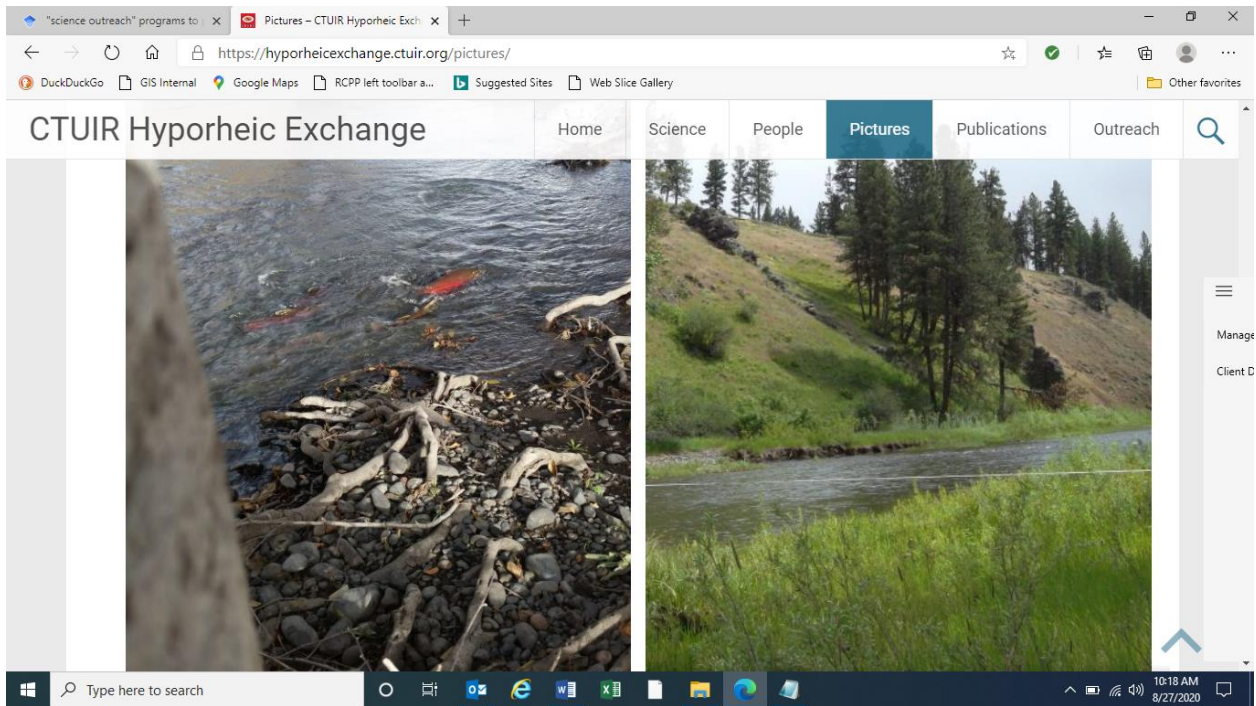 "science outreach" programs to
Pictures – CTUIR Hyporheic Exch
https://hyporheicexchange.ctuir.org/pictures/
DuckDuckGo GIS Internal Google Maps RCPP left toolbar a... Suggested Sites Web Slice Gallery Other favorites
CTUIR Hyporheic Exchange Home Science People Pictures Publications Outreach
Manage
Client D
Type here to search
10:18 AM
8/27/2020